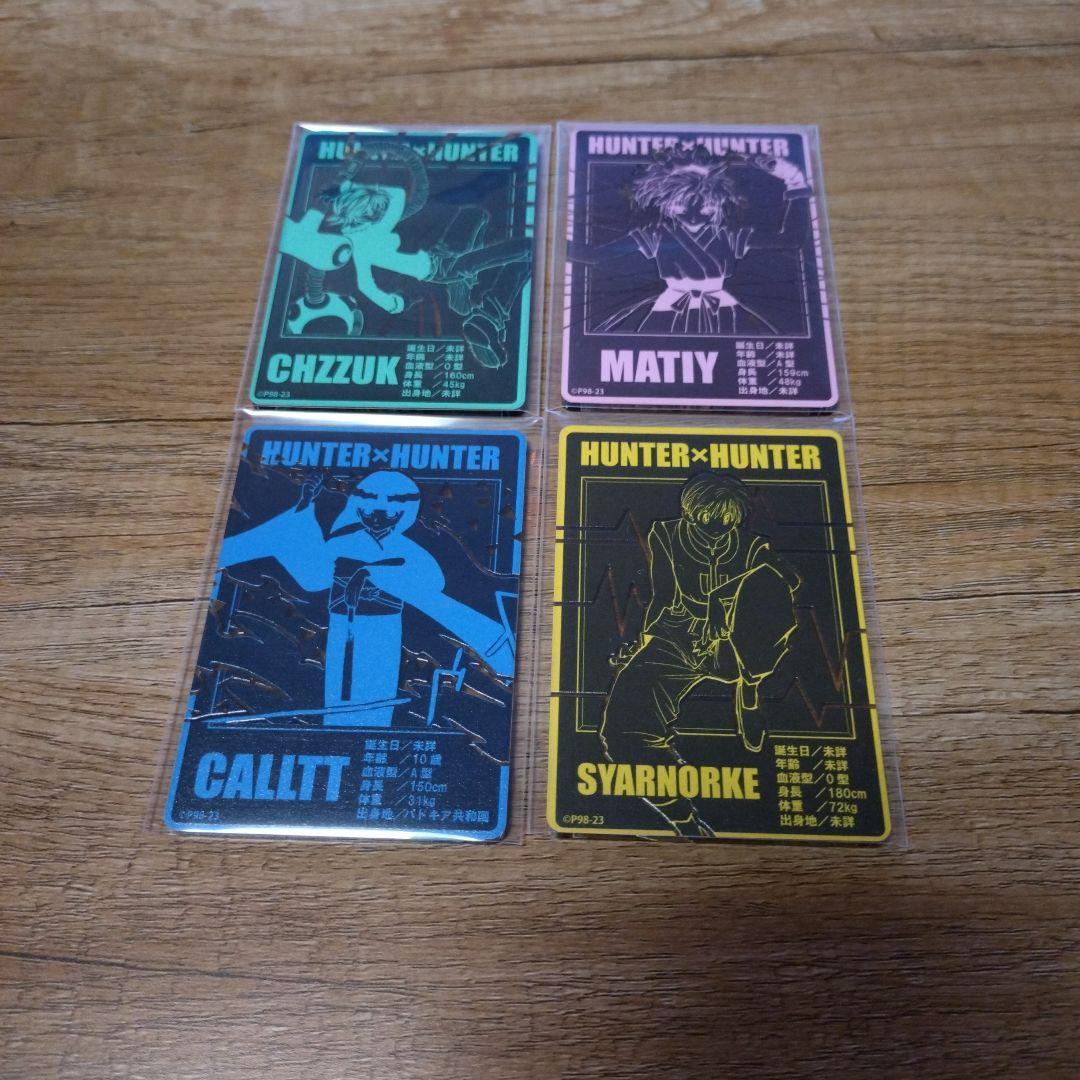 HUNTER×HUNTER
CHZZUK
誕生日／未詳
年齢　／未詳
血液型／O型
身長　／160cm
体重　／45kg
出身地／未詳
©P98-23
HUNTER×HUNTER
MATIY
誕生日／未詳
年齢　／未詳
血液型／A型
身長　／159cm
体重　／48kg
出身地／未詳
©P98-23
HUNTER×HUNTER
CALLTT
誕生日／未詳
年齢　／10歳
血液型／A型
身長　／150cm
体重　／31kg
出身地／パドキア共和国
©P98-23
HUNTER×HUNTER
SYARNORKE
誕生日／未詳
年齢　／未詳
血液型／O型
身長　／180cm
体重　／72kg
出身地／未詳
©P98-23